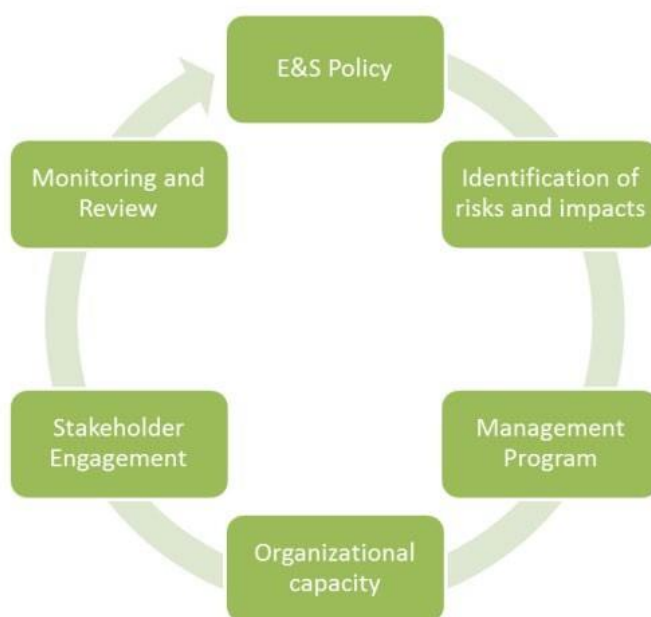 E&S Policy
Identification of
risks and impacts
Management
Program
Organizational
capacity
Stakeholder
Engagement
Monitoring and
Review